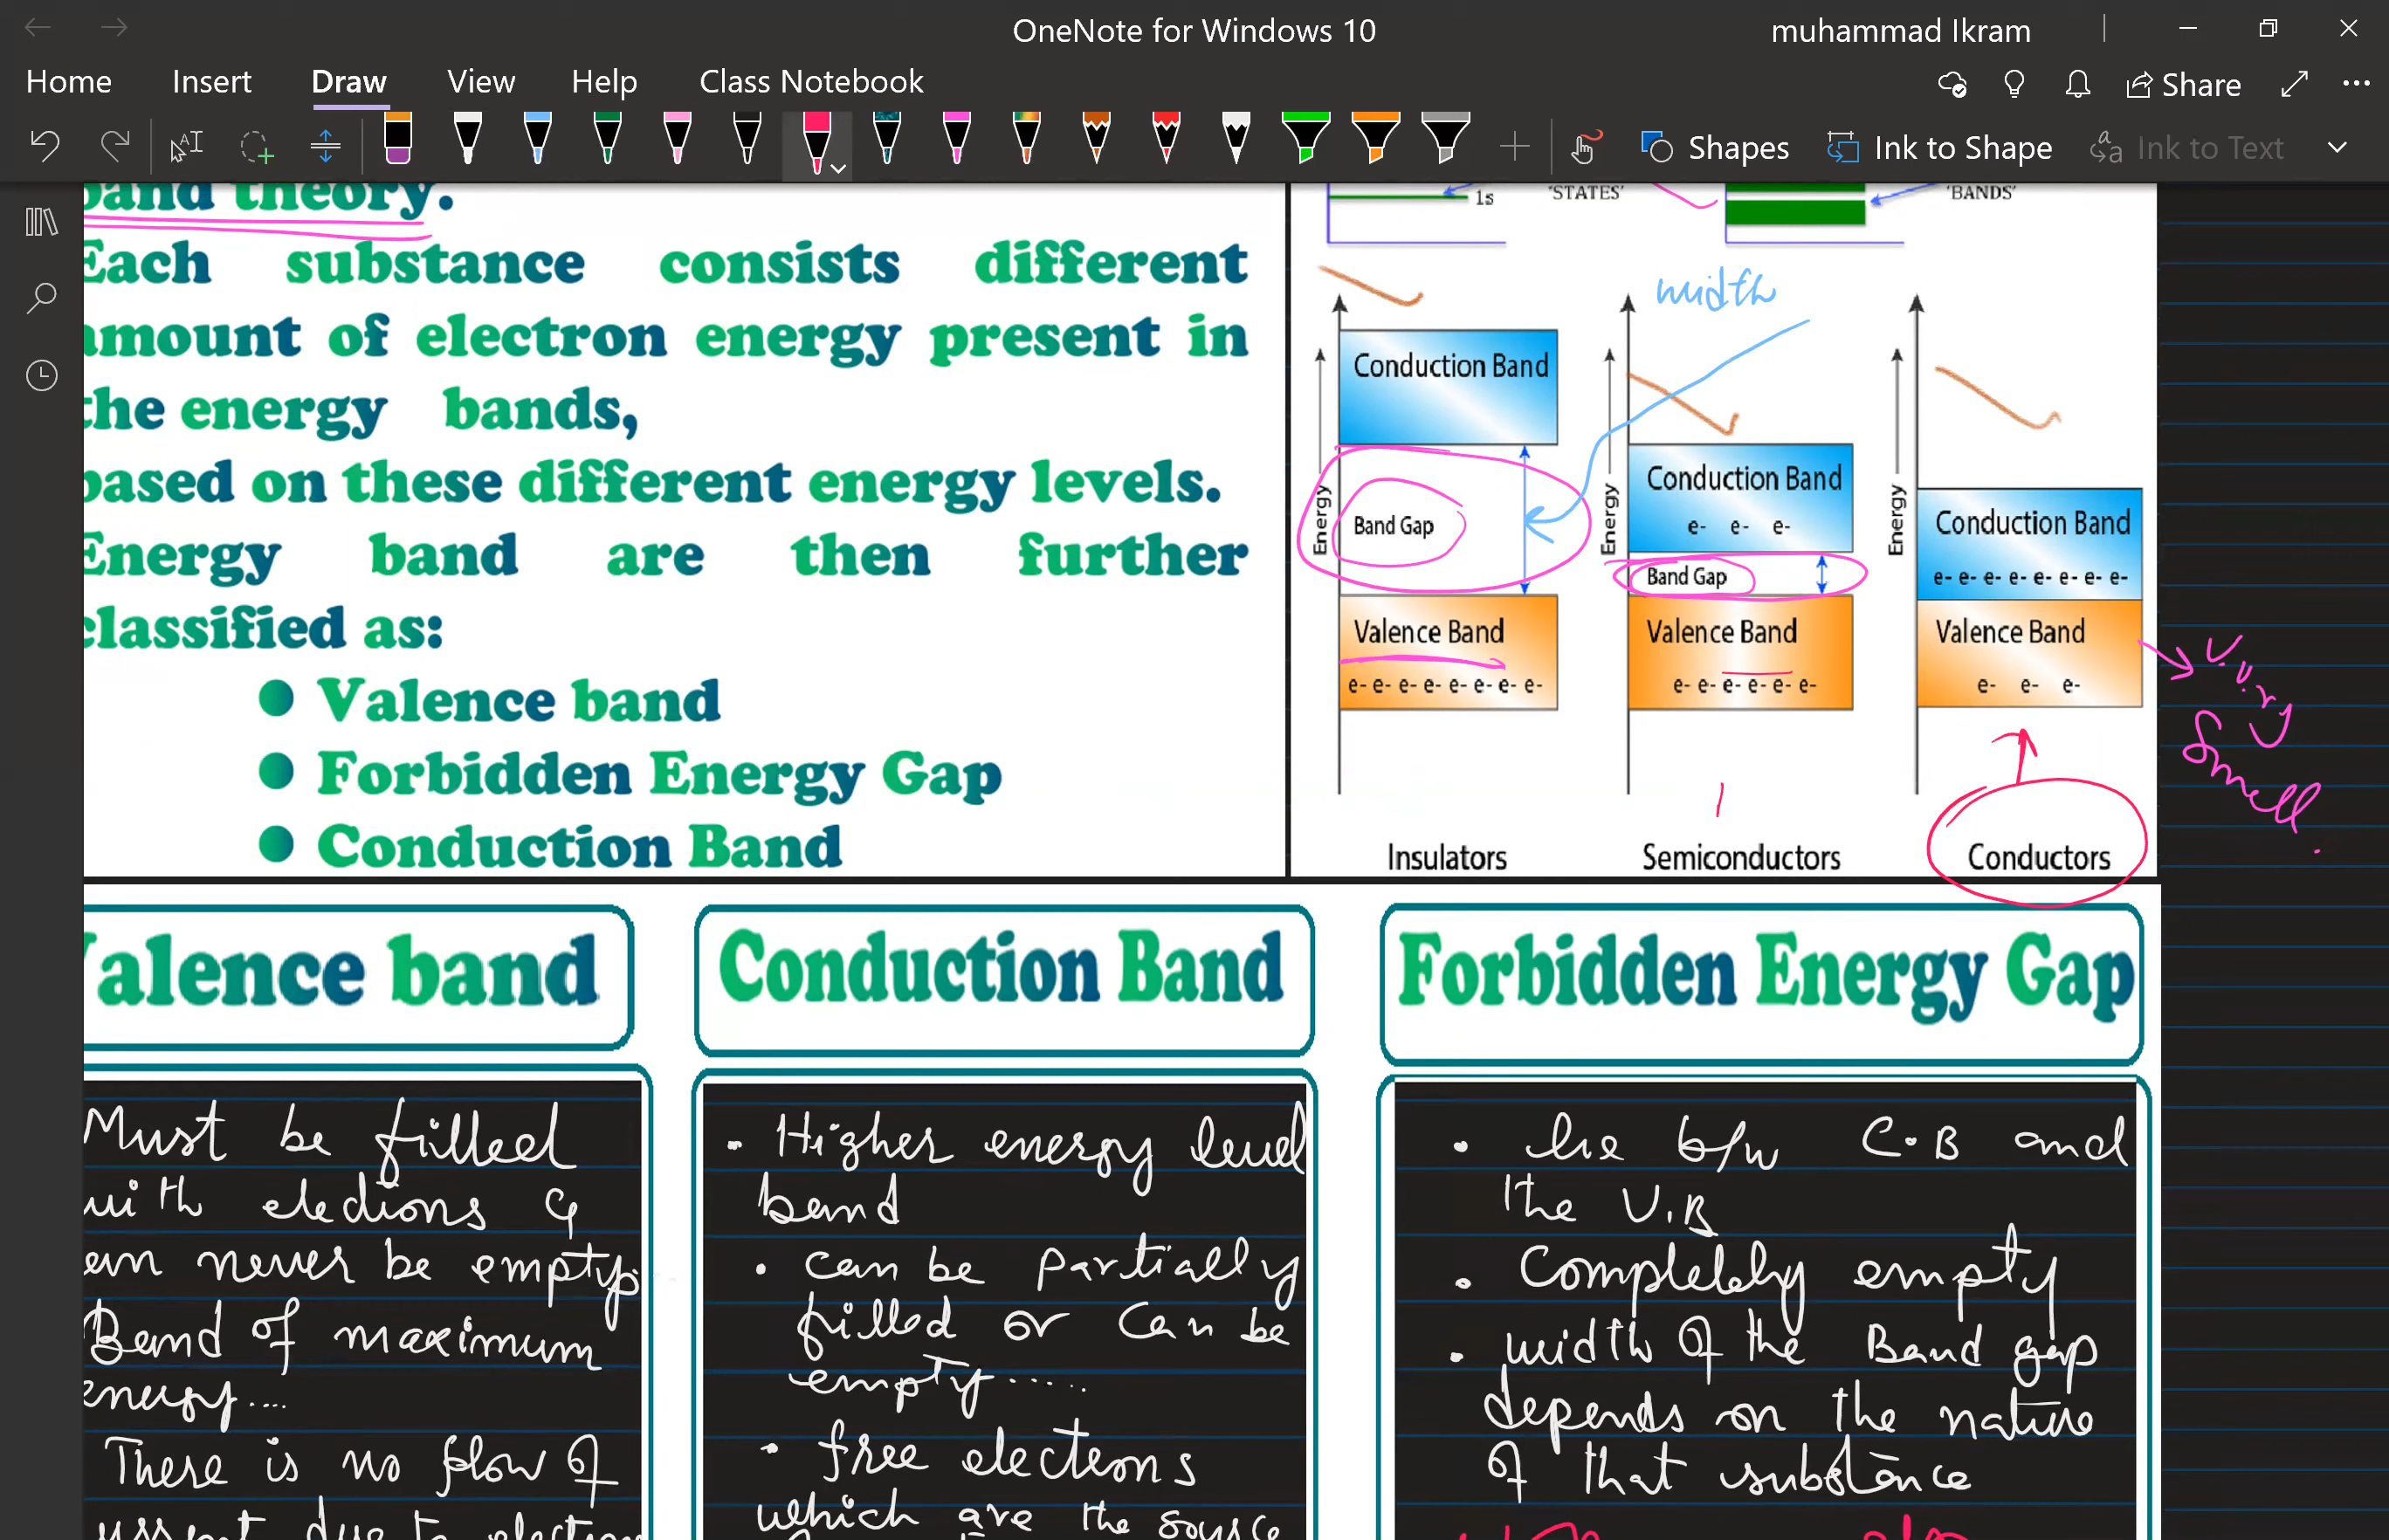 OneNote for Windows 10
muhammad Ikram
Home Insert Draw View Help Class Notebook
Share
Shapes Ink to Shape Ink to Text
band theory.
Each substance consists different
amount of electron energy present in
the energy bands,
based on these different energy levels.
Energy band are then further
classified as:
Valence band
Forbidden Energy Gap
Conduction Band
1s 'STATES' 'BANDS'
width
Energy
Conduction Band
Band Gap
Valence Band
e- e- e- e- e- e- e- e-
Insulators
Energy
Conduction Band
e- e- e-
Band Gap
Valence Band
e- e- e- e- e- e-
Semiconductors
Energy
Conduction Band
e- e- e- e- e- e- e- e-
Valence Band
e- e- e-
Conductors
small
Valence band
Must be filled
with electrons &
can never be empty
Band of maximum
energy...
There is no flow of
Conduction Band
• Higher energy level
band
• can be partially
filled or can be
empty.....
• free electrons
which are the source
Forbidden Energy Gap
• lie b/w C.B and
the V.B
• Completely empty
• width of the Band gap
depends on the nature
of that substance